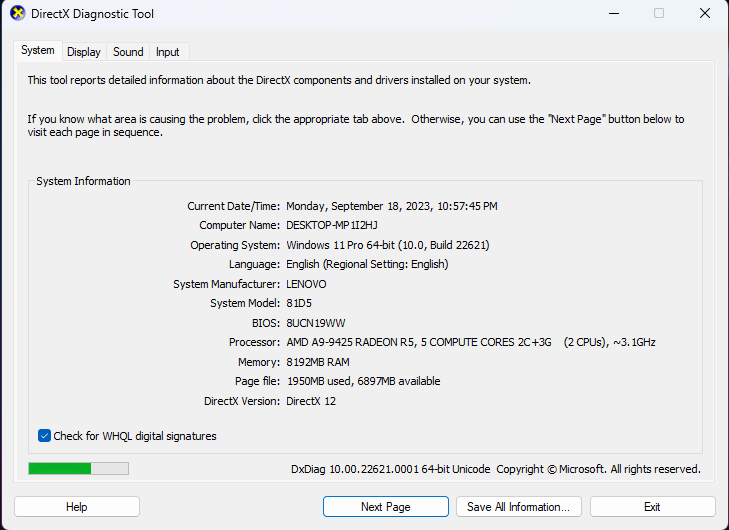 DirectX Diagnostic Tool
System Display Sound Input
This tool reports detailed information about the DirectX components and drivers installed on your system.
If you know what area is causing the problem, click the appropriate tab above. Otherwise, you can use the "Next Page" button below to
visit each page in sequence.
System Information
Current Date/Time: Monday, September 18, 2023, 10:57:45 PM
Computer Name: DESKTOP-MP1I2HJ
Operating System: Windows 11 Pro 64-bit (10.0, Build 22621)
Language: English (Regional Setting: English)
System Manufacturer: LENOVO
System Model: 81D5
BIOS: 8UCN19WW
Processor: AMD A9-9425 RADEON R5, 5 COMPUTE CORES 2C+3G (2 CPUs), ~3.1GHz
Memory: 8192MB RAM
Page file: 1950MB used, 6897MB available
DirectX Version: DirectX 12
Check for WHQL digital signatures
DxDiag 10.00.22621.0001 64-bit Unicode Copyright © Microsoft. All rights reserved.
Help Next Page Save All Information... Exit